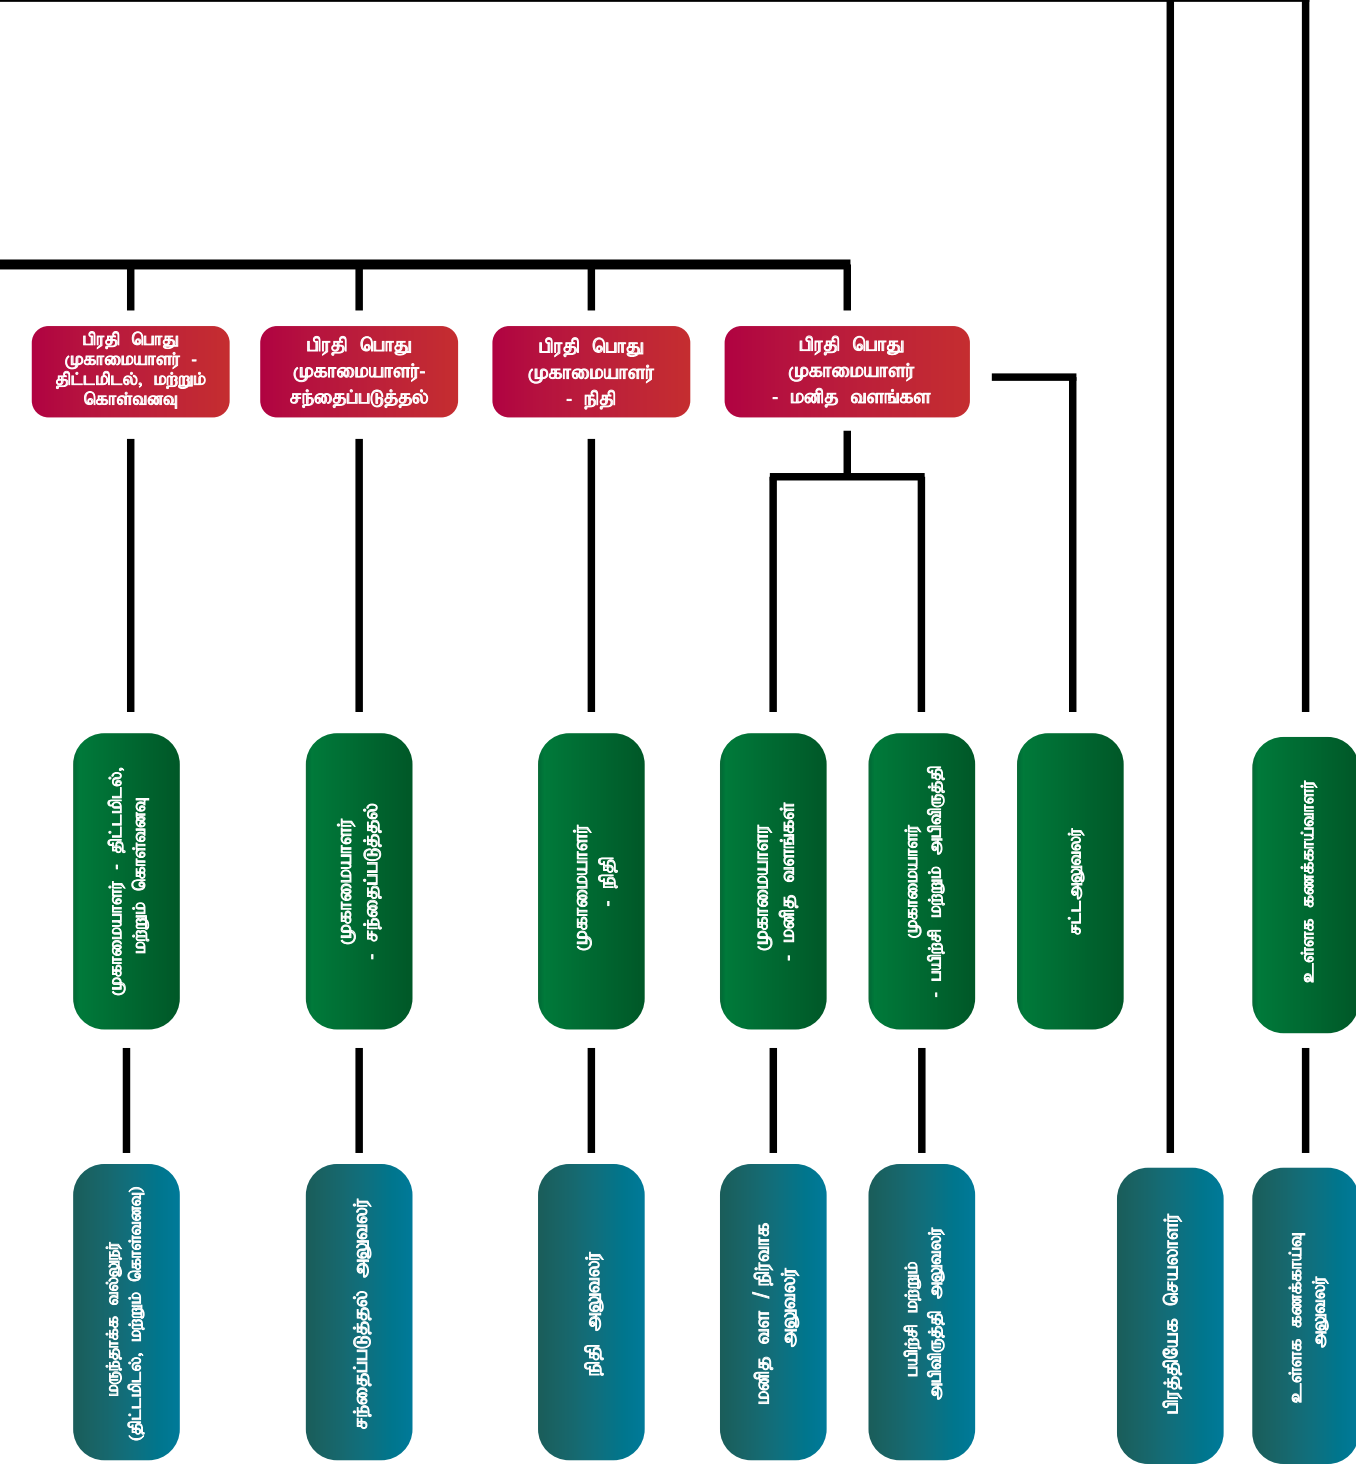 பிரதி பொது
முகாமையாளர் -
திட்டமிடல், மற்றும்
கொள்வனவு
பிரதி பொது
முகாமையாளர்-
சந்தைப்படுத்தல்
பிரதி பொது
முகாமையாளர்
- நிதி
பிரதி பொது
முகாமையாளர்
- மனித வளங்கள
முகாமையாளர் - திட்டமிடல்,
மற்றும் கொள்வனவு
முகாமையாளர்
- சந்தைப்படுத்தல்
முகாமையாளர்
- நிதி
முகாமையாளர
- மனித வளங்கள்
முகாமையாளர்
- பயிற்சி மற்றும் அபிவிருத்தி
சட்டஅலுவலர்
உள்ளக கணக்காய்வாளர்
மருந்தாக்க வல்லுநர்
(திட்டமிடல், மற்றும் கொள்வனவு)
சந்தைப்படுத்தல் அலுவலர்
நிதி அலுவலர்
மனித வள / நிர்வாக
அலுவலர்
பயிற்சி மற்றும்
அபிவிருத்தி அலுவலர்
பிரத்தியேக செயலாளர்
உள்ளக கணக்காய்வு
அலுவலர்